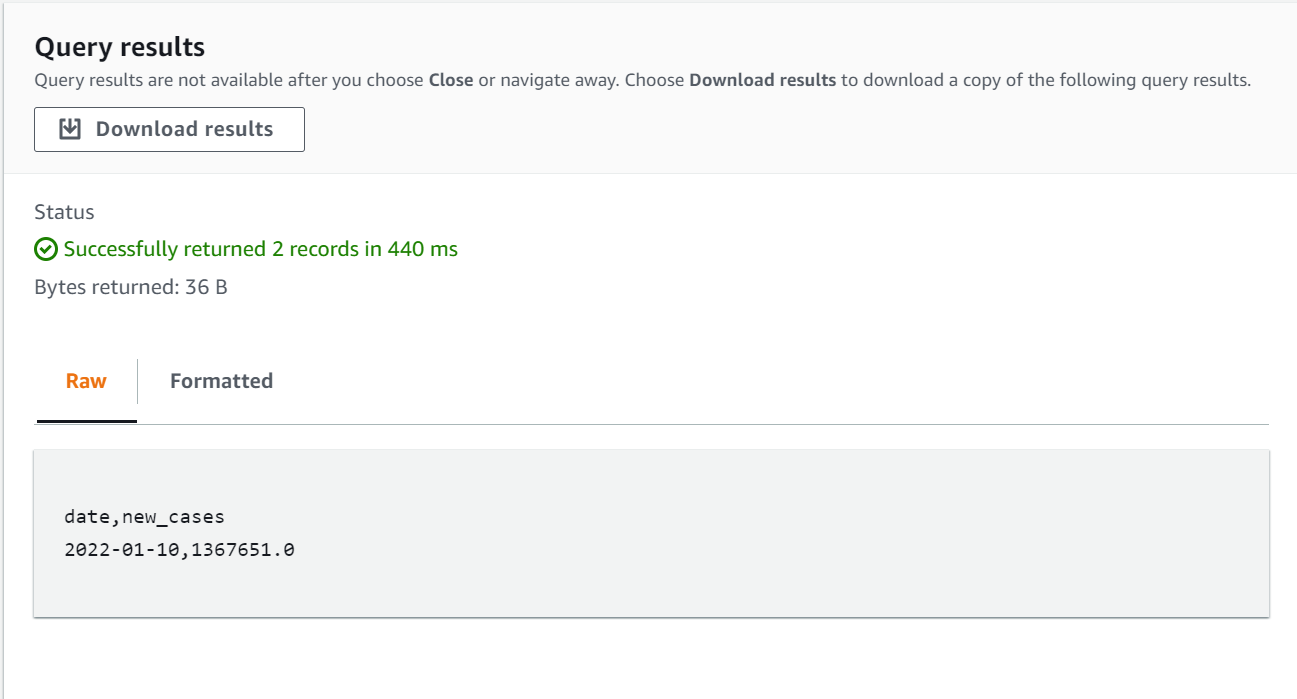 Query results
Query results are not available after you choose Close or navigate away. Choose Download results to download a copy of the following query results.
Download results
Status
Successfully returned 2 records in 440 ms
Bytes returned: 36 B
Raw
Formatted
date,new_cases
2022-01-10,1367651.0